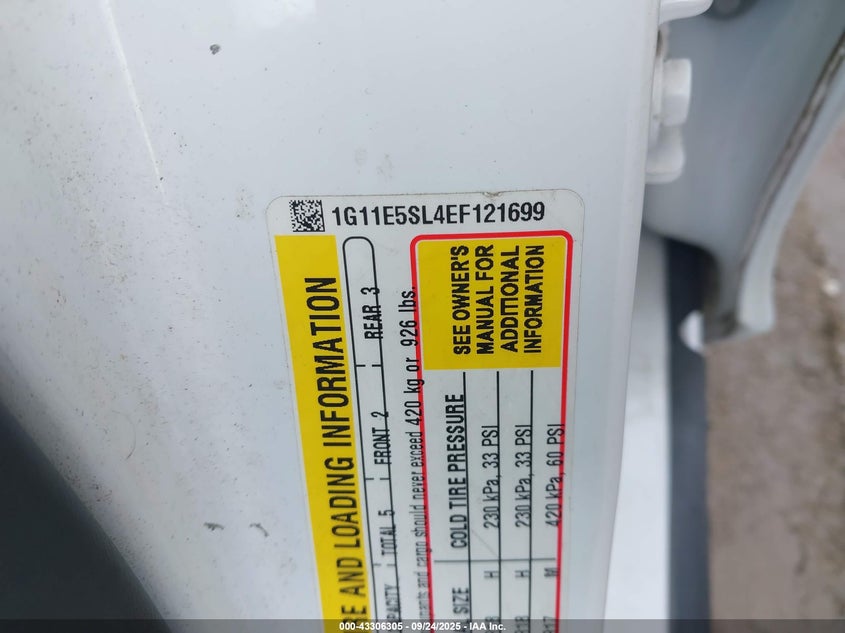 1G11E5SL4EF121699
AND LOADING INFORMATION
TOTAL 5 FRONT 2 REAR 3
and cargo should never exceed 420 kg or 926 lbs.
SEE OWNER'S
MANUAL FOR
ADDITIONAL
INFORMATION
SIZE COLD TIRE PRESSURE
H 230 kPa, 33 PSI
H 230 kPa, 33 PSI
M 420 kPa, 60 PSI
000-43306305 - 09/24/2025 - IAA Inc.